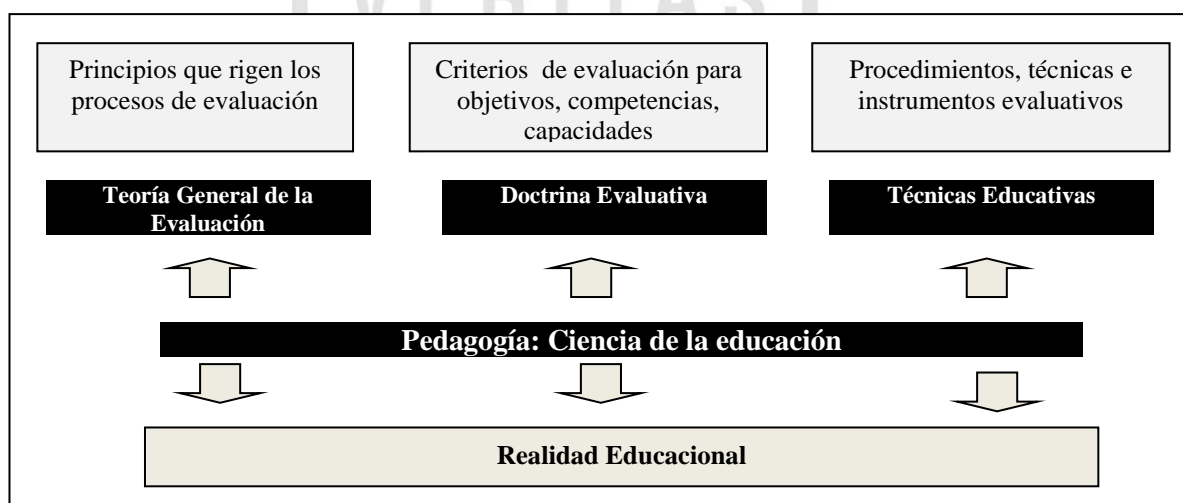 Principios que rigen los
procesos de evaluación
Criterios de evaluación para
objetivos, competencias,
capacidades
Procedimientos, técnicas e
instrumentos evaluativos
Teoría General de la
Evaluación
Doctrina Evaluativa
Técnicas Educativas
Pedagogía: Ciencia de la educación
Realidad Educacional